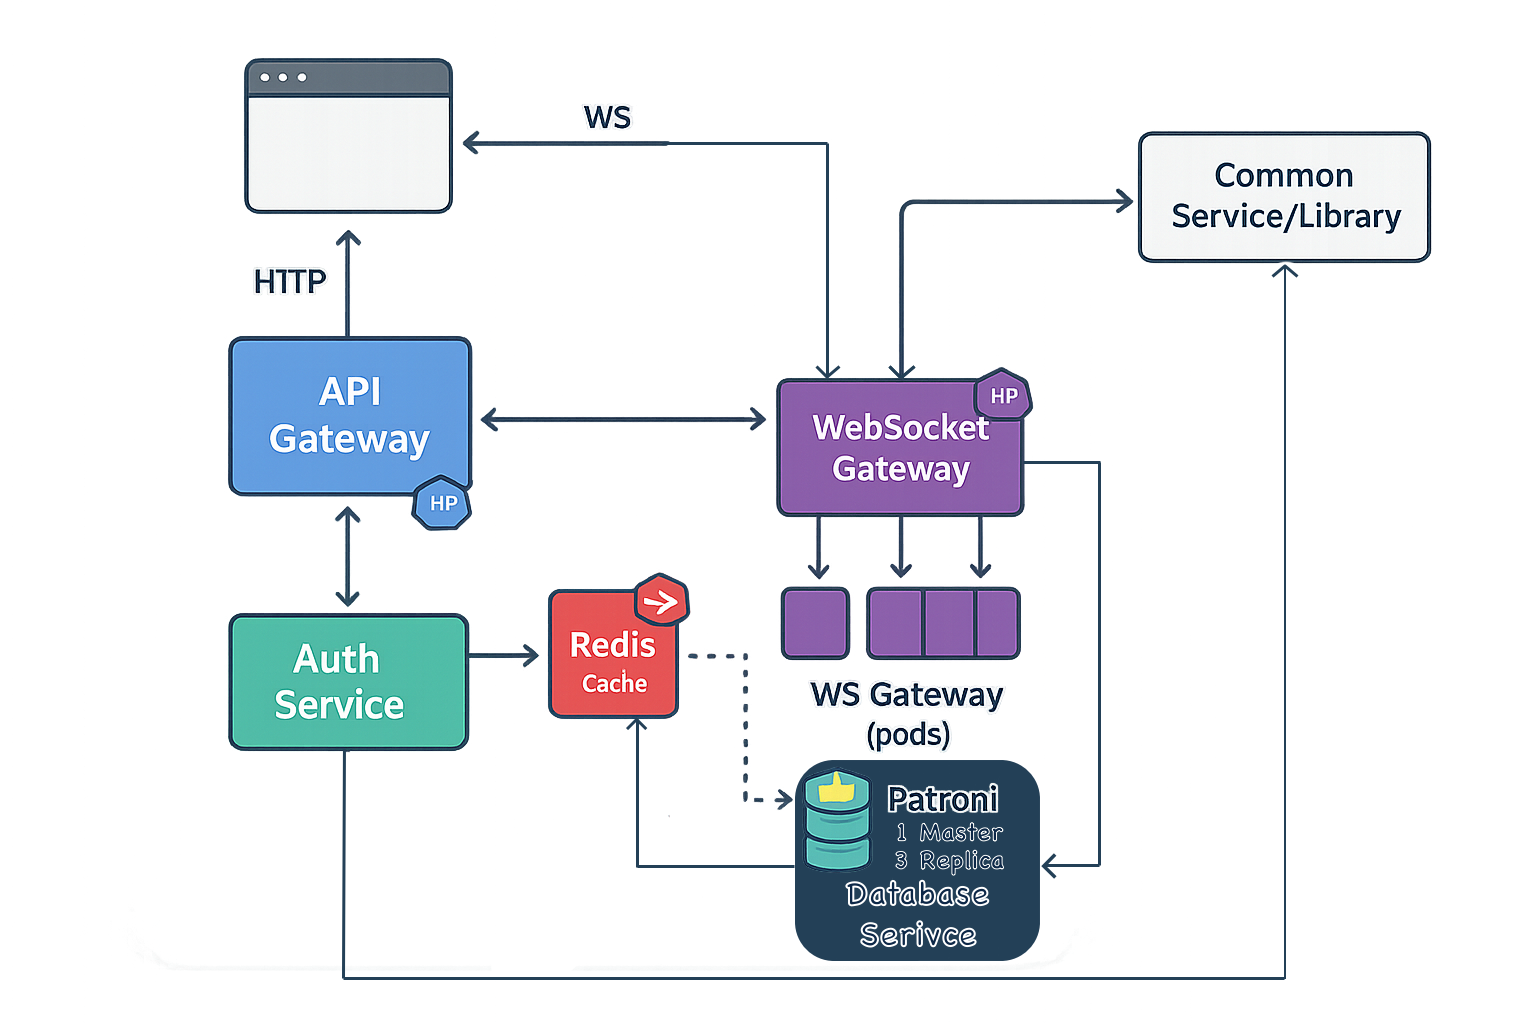 WS
Common
Service/Library
HTTP
API
Gateway
HP
HP
WebSocket
Gateway
Auth
Service
Redis
Cache
WS Gateway
(pods)
Patroni
1 Master
3 Replica
Database
Serivce